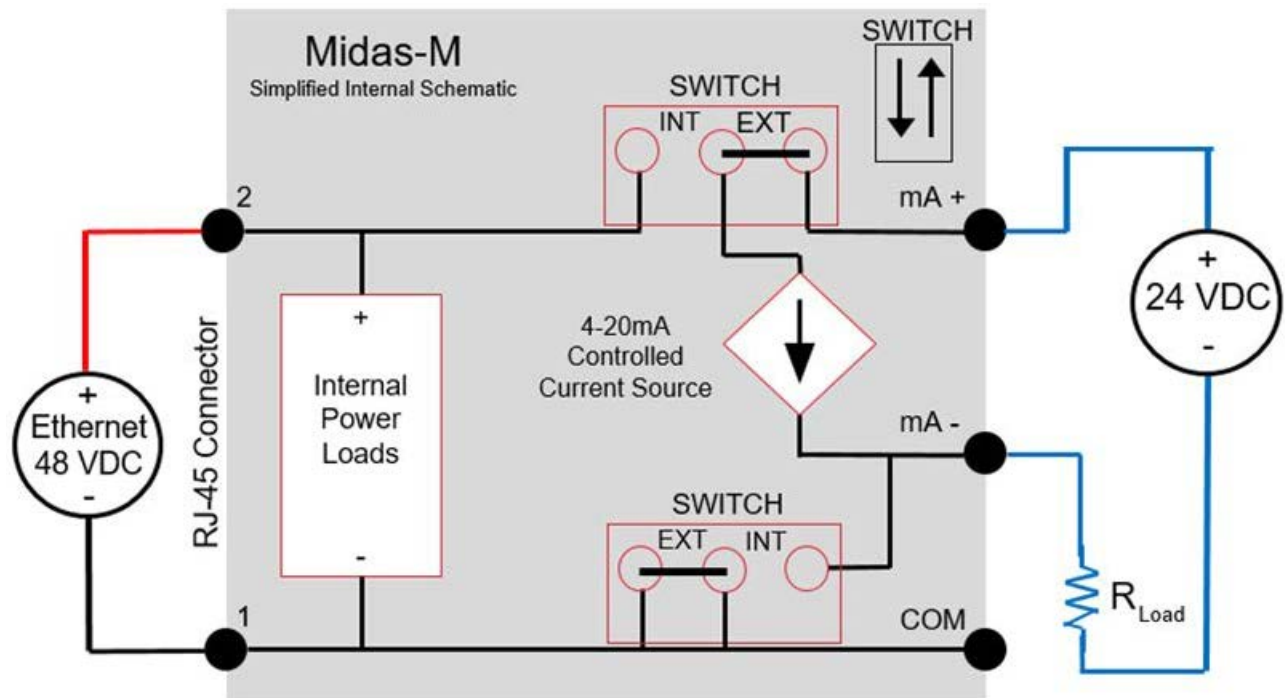 Midas-M
Simplified Internal Schematic
SWITCH
SWITCH
INT EXT
2
mA +
+
Ethernet
48 VDC
-
RJ-45 Connector
+
Internal
Power
Loads
-
4-20mA
Controlled
Current Source
+
24 VDC
-
mA -
SWITCH
EXT INT
1
COM
R Load